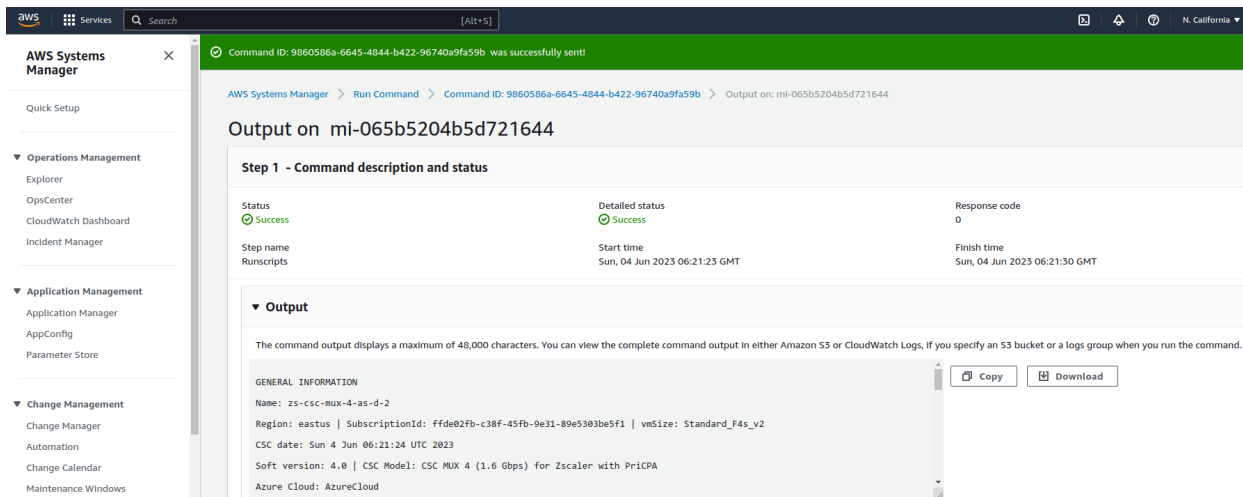 aws Services Search [Alt+S] N. California
AWS Systems Manager
Quick Setup
Operations Management
Explorer
OpsCenter
CloudWatch Dashboard
Incident Manager
Application Management
Application Manager
AppConfig
Parameter Store
Change Management
Change Manager
Automation
Change Calendar
Maintenance Windows
Command ID: 9860586a-6645-4844-b422-96740a9fa59b was successfully sent!
AWS Systems Manager > Run Command > Command ID: 9860586a-6645-4844-b422-96740a9fa59b > Output on: mi-065b5204b5d721644
Output on mi-065b5204b5d721644
Step 1 - Command description and status
Status Detailed status Response code
Success Success 0
Step name Start time Finish time
Runscripts Sun, 04 Jun 2023 06:21:23 GMT Sun, 04 Jun 2023 06:21:30 GMT
Output
The command output displays a maximum of 48,000 characters. You can view the complete command output in either Amazon S3 or CloudWatch Logs, if you specify an S3 bucket or a logs group when you run the command.
Copy Download
GENERAL INFORMATION
Name: zs-csc-mux-4-as-d-2
Region: eastus | SubscriptionId: ffde02fb-c38f-45fb-9e31-89e5303be5f1 | vmSize: Standard_F4s_v2
CSC date: Sun 4 Jun 06:21:24 UTC 2023
Soft version: 4.0 | CSC Model: CSC MUX 4 (1.6 Gbps) for Zscaler with PriCPA
Azure Cloud: AzureCloud